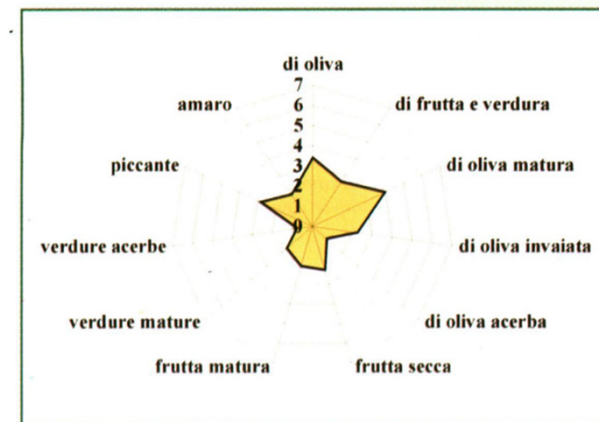 di oliva
7
6
5
4
3
2
1
0
di frutta e verdura
di oliva matura
di oliva invaiata
di oliva acerba
frutta secca
frutta matura
verdure mature
verdure acerbe
piccante
amaro